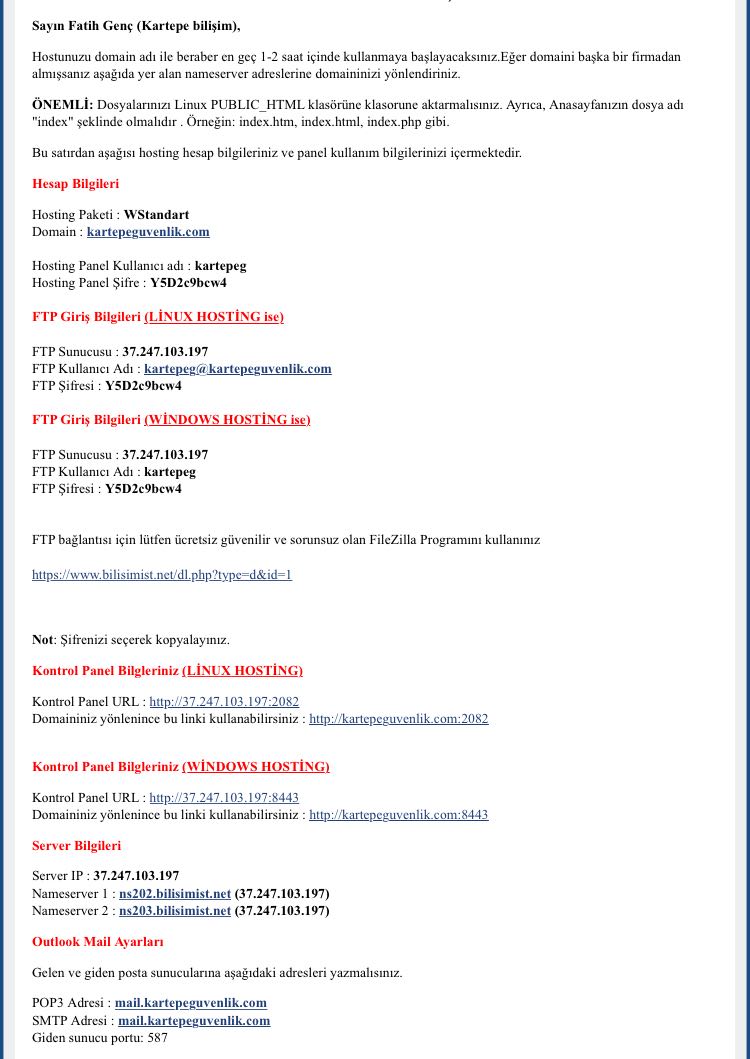 Sayın Fatih Genç (Kartepe bilişim),
Hostunuzu domain adı ile beraber en geç 1-2 saat içinde kullanmaya başlayacaksınız.Eğer domaini başka bir firmadan
almışsanız aşağıda yer alan nameserver adreslerine domaininizi yönlendiriniz.
ÖNEMLİ: Dosyalarınızı Linux PUBLIC_HTML klasörüne klasorune aktarmalısınız. Ayrıca, Anasayfanızın dosya adı
"index" şeklinde olmalıdır . Örneğin: index.htm, index.html, index.php gibi.
Bu satırdan aşağısı hosting hesap bilgileriniz ve panel kullanım bilgilerinizi içermektedir.
Hesap Bilgileri
Hosting Paketi : WStandart
Domain : kartepeguvenlik.com
Hosting Panel Kullanıcı adı : kartepeg
Hosting Panel Şifre : Y5D2c9bcw4
FTP Giriş Bilgileri (LİNUX HOSTİNG ise)
FTP Sunucusu : 37.247.103.197
FTP Kullanıcı Adı : kartepeg@kartepeguvenlik.com
FTP Şifresi : Y5D2c9bcw4
FTP Giriş Bilgileri (WİNDOWS HOSTİNG ise)
FTP Sunucusu : 37.247.103.197
FTP Kullanıcı Adı : kartepeg
FTP Şifresi : Y5D2c9bcw4
FTP bağlantısı için lütfen ücretsiz güvenilir ve sorunsuz olan FileZilla Programını kullanınız
https://www.bilisimist.net/dl.php?type=d&id=1
Not: Şifrenizi seçerek kopyalayınız.
Kontrol Panel Bilgleriniz (LİNUX HOSTİNG)
Kontrol Panel URL : http://37.247.103.197:2082
Domaininiz yönlenince bu linki kullanabilirsiniz : http://kartepeguvenlik.com:2082
Kontrol Panel Bilgleriniz (WİNDOWS HOSTİNG)
Kontrol Panel URL : http://37.247.103.197:8443
Domaininiz yönlenince bu linki kullanabilirsiniz : http://kartepeguvenlik.com:8443
Server Bilgileri
Server IP : 37.247.103.197
Nameserver 1 : ns202.bilisimist.net (37.247.103.197)
Nameserver 2 : ns203.bilisimist.net (37.247.103.197)
Outlook Mail Ayarları
Gelen ve giden posta sunucularına aşağıdaki adresleri yazmalısınız.
POP3 Adresi : mail.kartepeguvenlik.com
SMTP Adresi : mail.kartepeguvenlik.com
Giden sunucu portu: 587